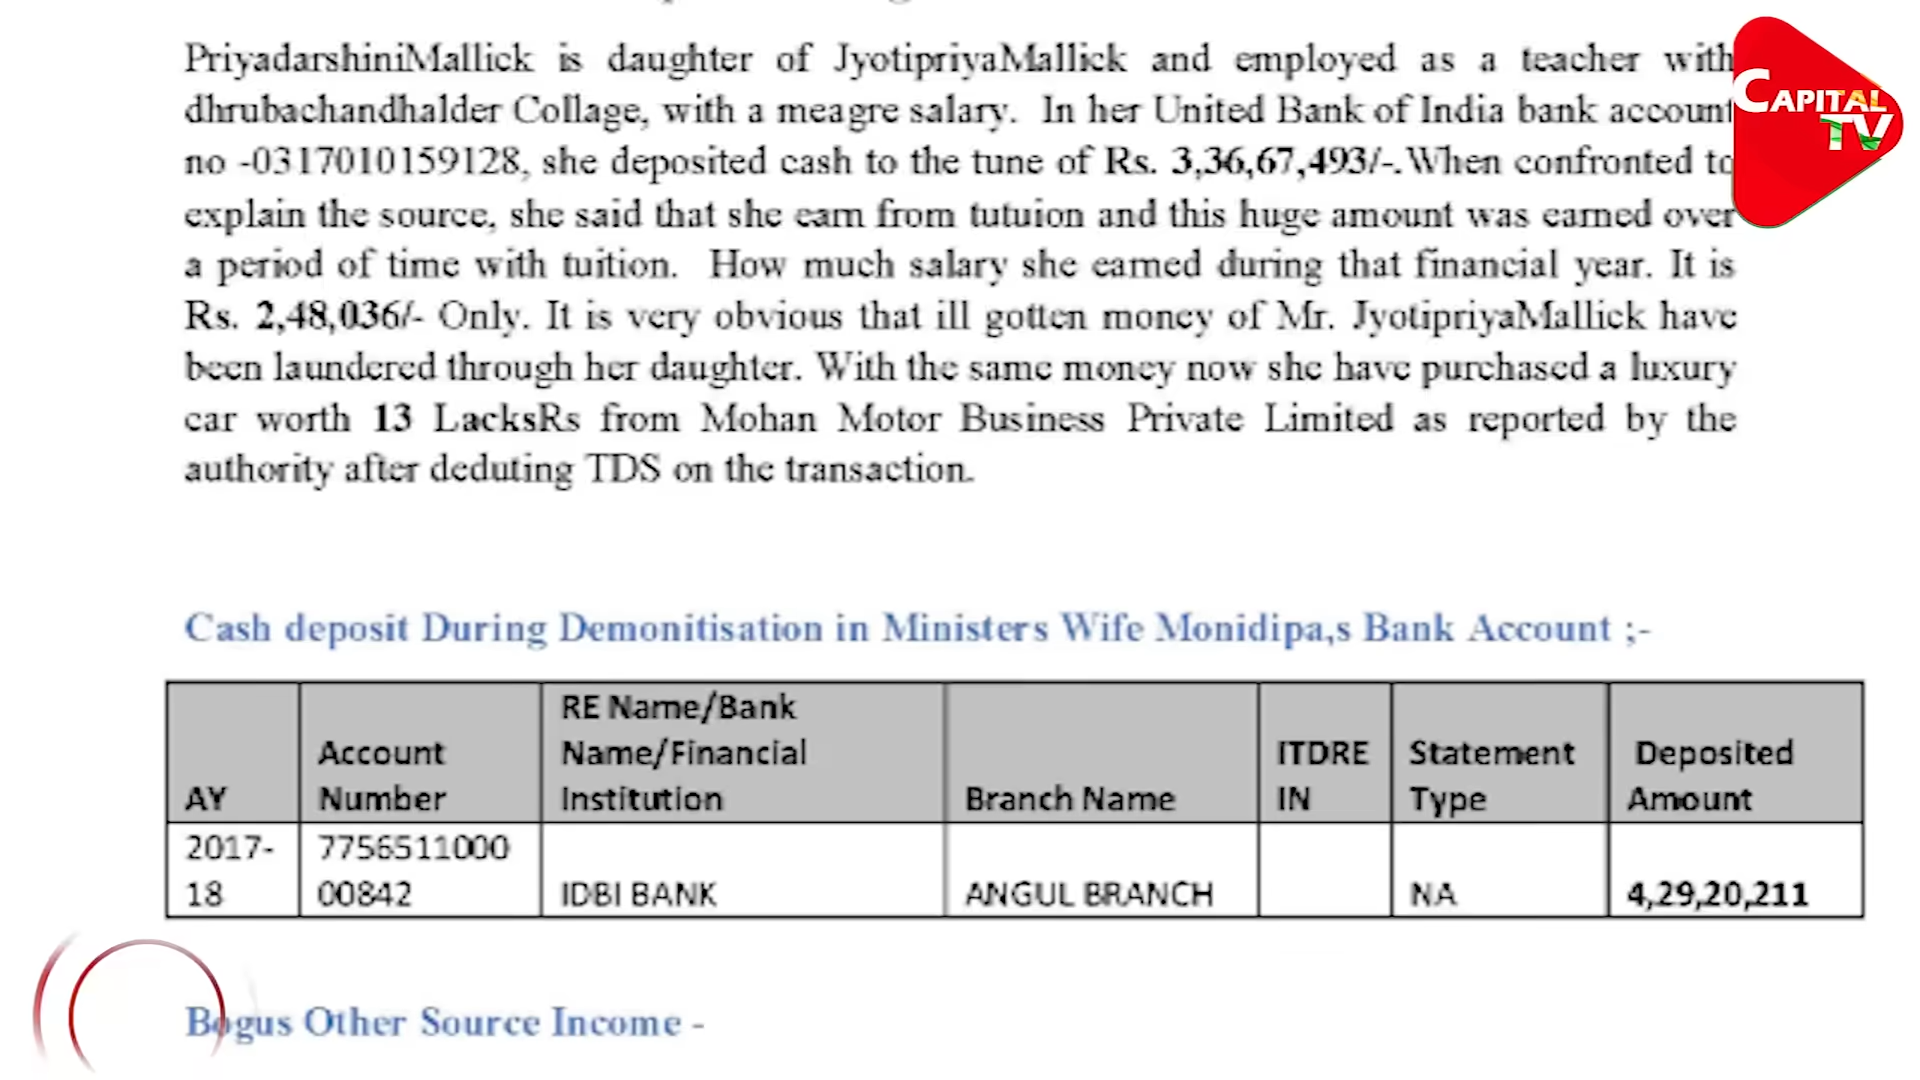 PriyadarshiniMallick is daughter of JyotipriyaMallick and employed as a teacher with
dhrubachandhalder Collage, with a meagre salary. In her United Bank of India bank account
no -0317010159128, she deposited cash to the tune of Rs. 3,36,67,493/-.When confronted to
explain the source, she said that she earn from tutuion and this huge amount was earned over
a period of time with tuition. How much salary she earned during that financial year. It is
Rs. 2,48,036/- Only. It is very obvious that ill gotten money of Mr. JyotipriyaMallick have
been laundered through her daughter. With the same money now she have purchased a luxury
car worth 13 LacksRs from Mohan Motor Business Private Limited as reported by the
authority after deduting TDS on the transaction.
CAPITAL
TV
Cash deposit During Demonitisation in Ministers Wife Monidipa,s Bank Account ;-
AY Account Number RE Name/Bank Name/Financial Institution Branch Name ITDRE IN Statement Type Deposited Amount
2017-18 775651100000842 IDBI BANK ANGUL BRANCH NA 4,29,20,211
Bogus Other Source Income -